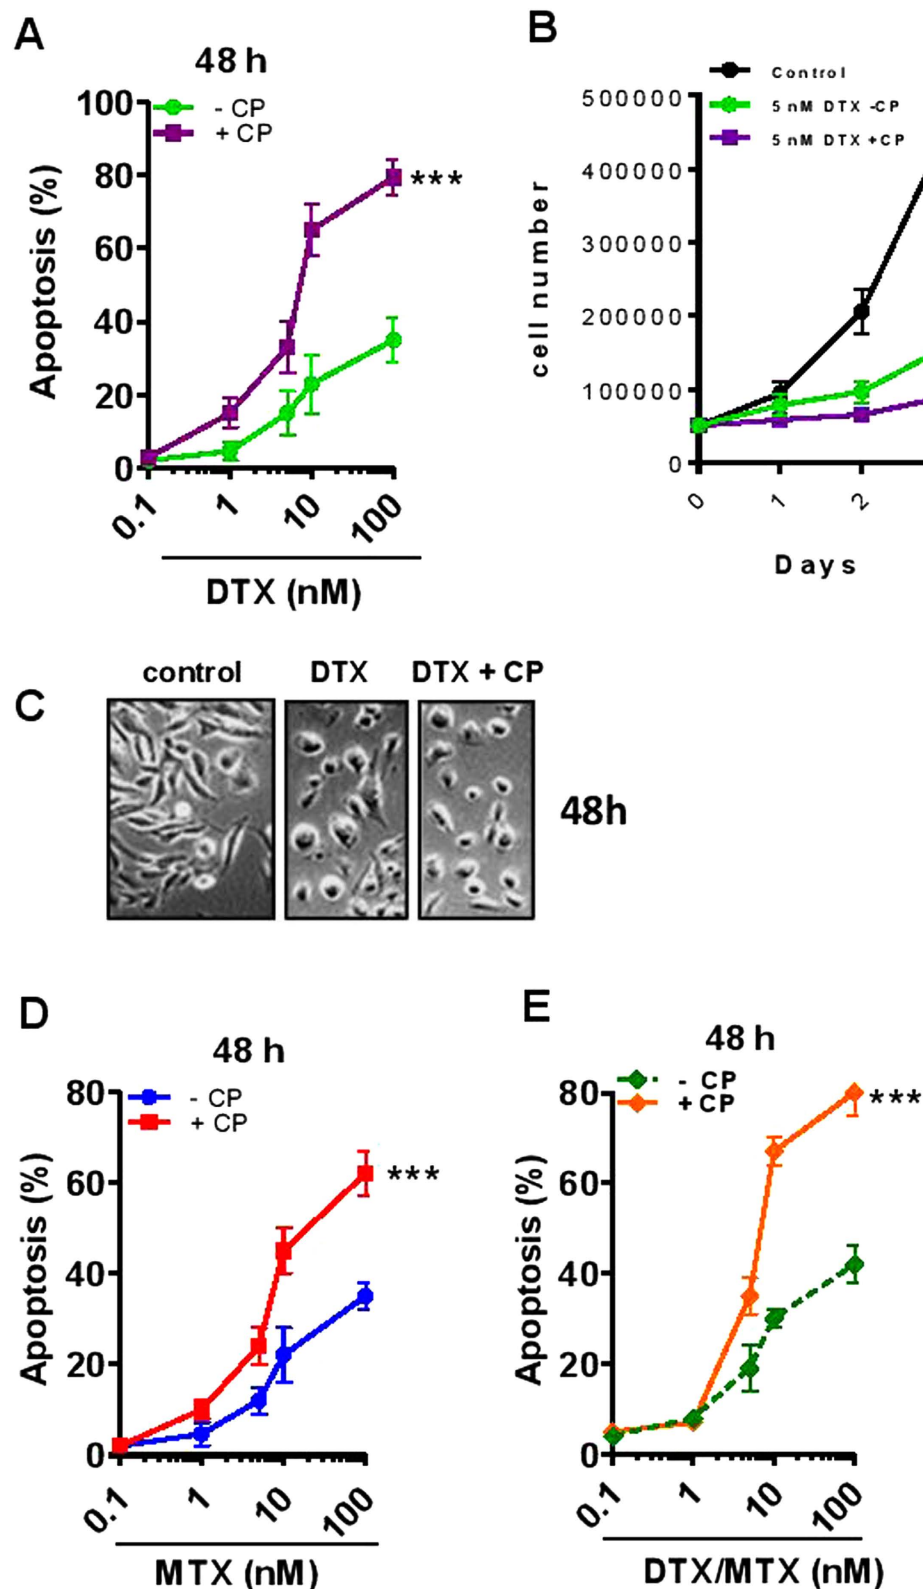 A
48 h
- CP
+ CP
100
80
60
40
20
0
Apoptosis (%)
***
0.1
1
10
100
DTX (nM)
B
Control
5 nM DTX -CP
5 nM DTX +CP
500000
400000
300000
200000
100000
0
cell number
0
1
2
Days
C
control
DTX
DTX + CP
48h
D
48 h
- CP
+ CP
80
60
40
20
0
Apoptosis (%)
***
0.1
1
10
100
MTX (nM)
E
48 h
- CP
+ CP
80
60
40
20
0
Apoptosis (%)
***
0.1
1
10
100
DTX/MTX (nM)